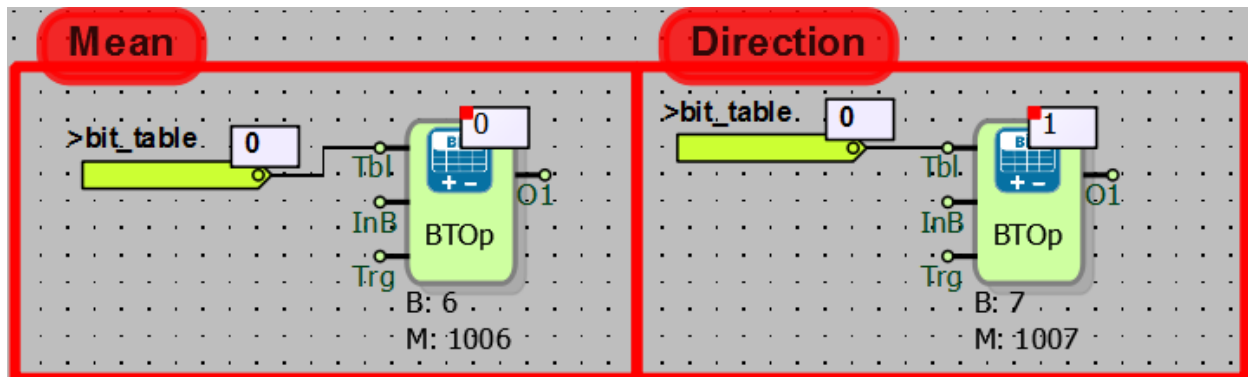 Mean
>bit_table.
0
0
Tbl
InB
Trg
B
BTOp
O1
B: 6
M: 1006
Direction
>bit_table.
0
1
Tbl
InB
Trg
B
BTOp
O1
B: 7
M: 1007